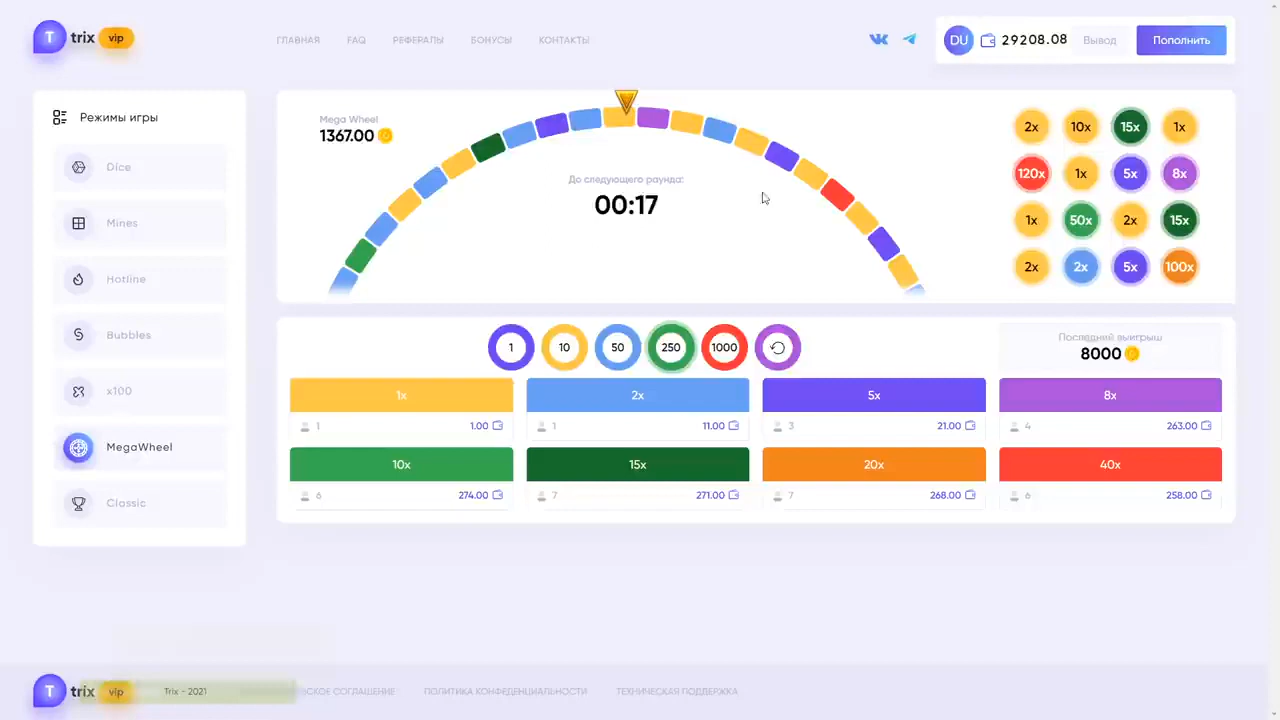 T trix vip
ГЛАВНАЯ FAQ РЕФЕРАЛЫ БОНУСЫ КОНТАКТЫ
DU 29208.08 Вывод Пополнить
Режимы игры
Dice
Mines
Hotline
Bubbles
x100
MegaWheel
Classic
Mega Wheel
1367.00
До следующего раунда:
00:17
2x 10x 15x 1x
120x 1x 5x 8x
1x 50x 2x 15x
2x 2x 5x 100x
1 10 50 250 1000
Последний выигрыш
8000
1x 2x 5x 8x
1 1.00 1 11.00 3 21.00 4 263.00
10x 15x 20x 40x
6 274.00 7 271.00 7 268.00 6 258.00
T trix vip Trix - 2021 СКОЕ СОГЛАШЕНИЕ ПОЛИТИКА КОНФЕДЕНЦИАЛЬНОСТИ ТЕХНИЧЕСКАЯ ПОДДЕРЖКА